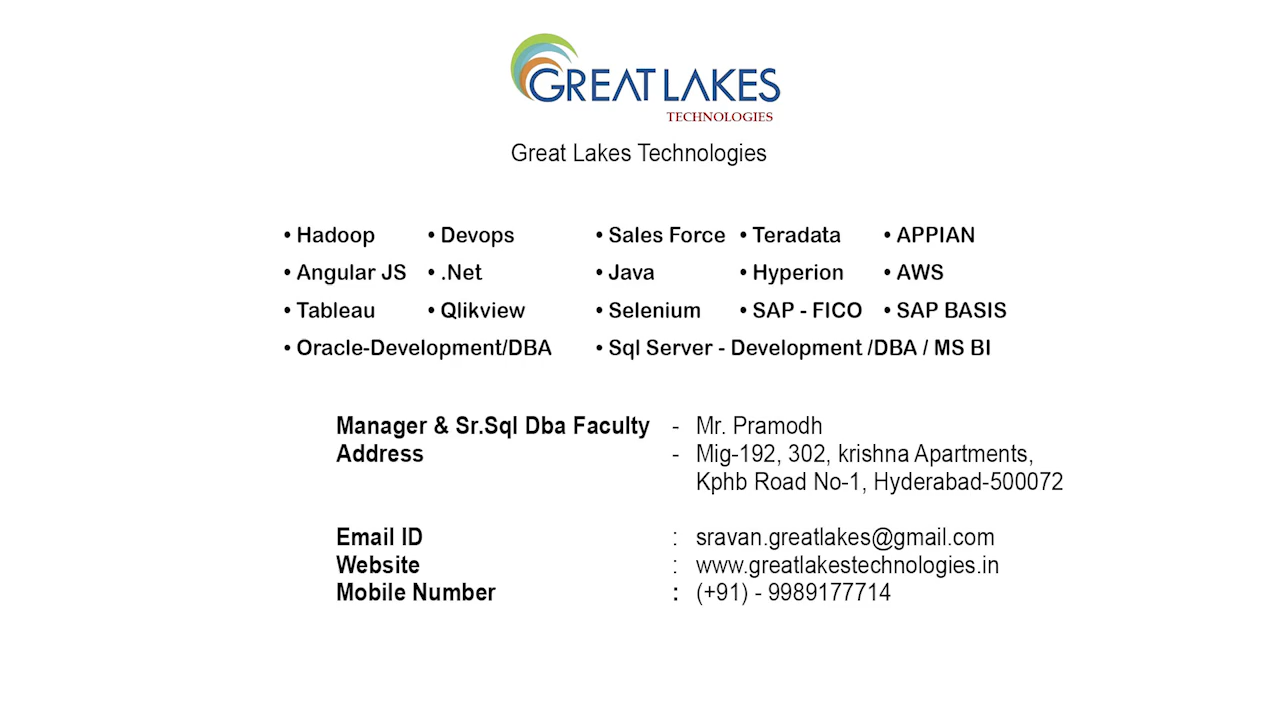 GREAT LAKES
TECHNOLOGIES
Great Lakes Technologies
• Hadoop • Devops • Sales Force • Teradata • APPIAN
• Angular JS • .Net • Java • Hyperion • AWS
• Tableau • Qlikview • Selenium • SAP - FICO • SAP BASIS
• Oracle-Development/DBA • Sql Server - Development /DBA / MS BI
Manager & Sr.Sql Dba Faculty - Mr. Pramodh
Address - Mig-192, 302, krishna Apartments,
Kphb Road No-1, Hyderabad-500072
Email ID : sravan.greatlakes@gmail.com
Website : www.greatlakestechnologies.in
Mobile Number : (+91) - 9989177714